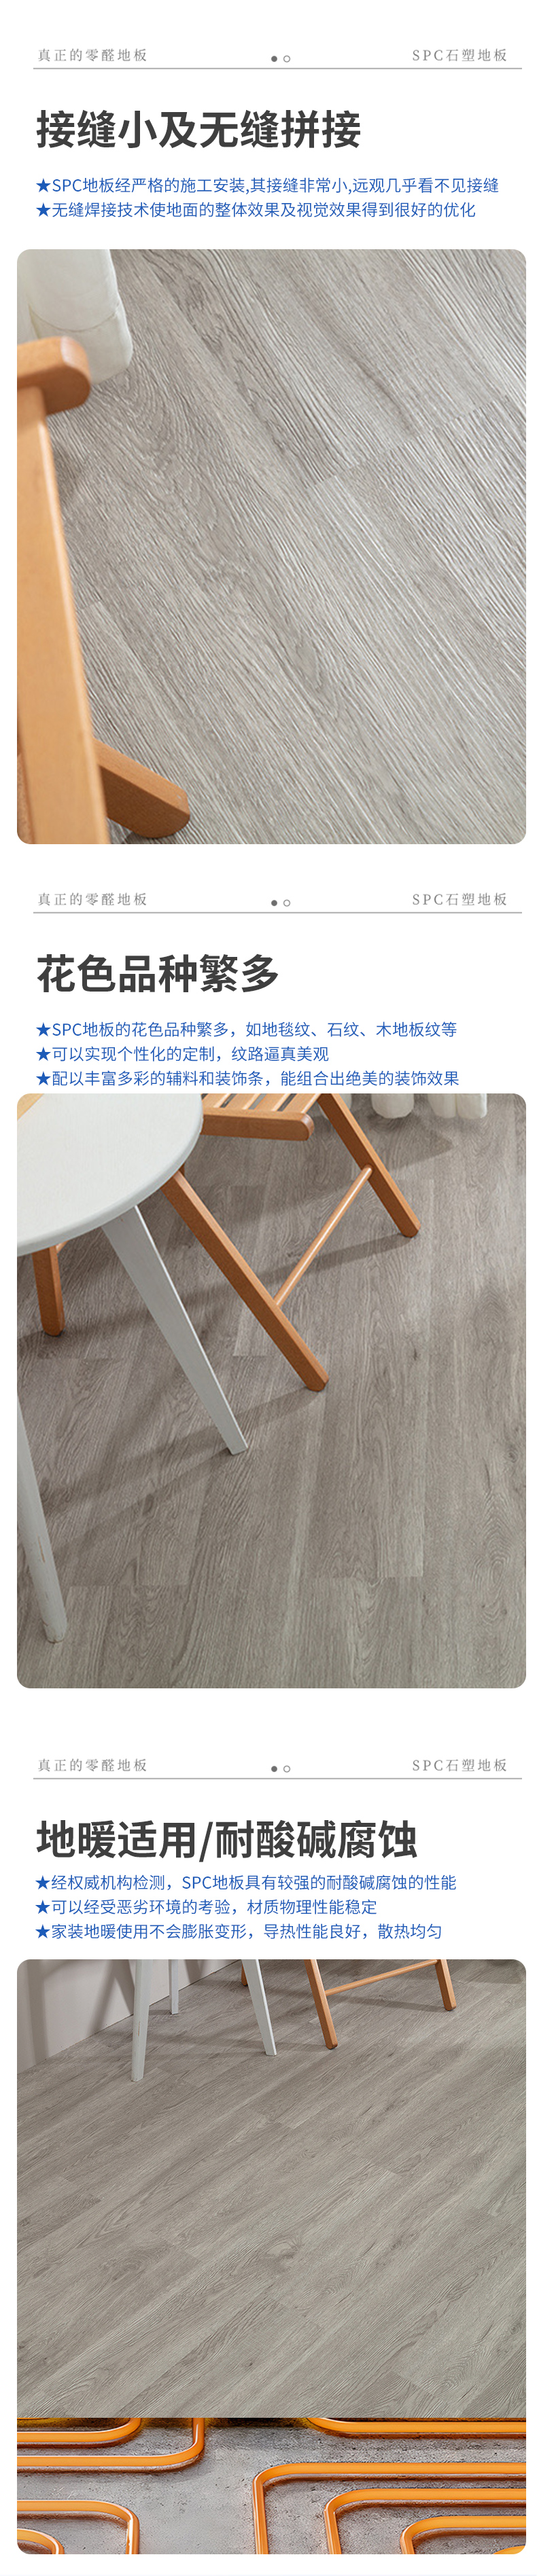 真正的零醛地板
SPC石塑地板
接缝小及无缝拼接
★SPC地板经严格的施工安装,其接缝非常小,远观几乎看不见接缝
★无缝焊接技术使地面的整体效果及视觉效果得到很好的优化
真正的零醛地板
SPC石塑地板
花色品种繁多
★SPC地板的花色品种繁多，如地毯纹、石纹、木地板纹等
★可以实现个性化的定制，纹路逼真美观
★配以丰富多彩的辅料和装饰条，能组合出绝美的装饰效果
真正的零醛地板
SPC石塑地板
地暖适用/耐酸碱腐蚀
★经权威机构检测，SPC地板具有较强的耐酸碱腐蚀的性能
★可以经受恶劣环境的考验，材质物理性能稳定
★家装地暖使用不会膨胀变形，导热性能良好，散热均匀